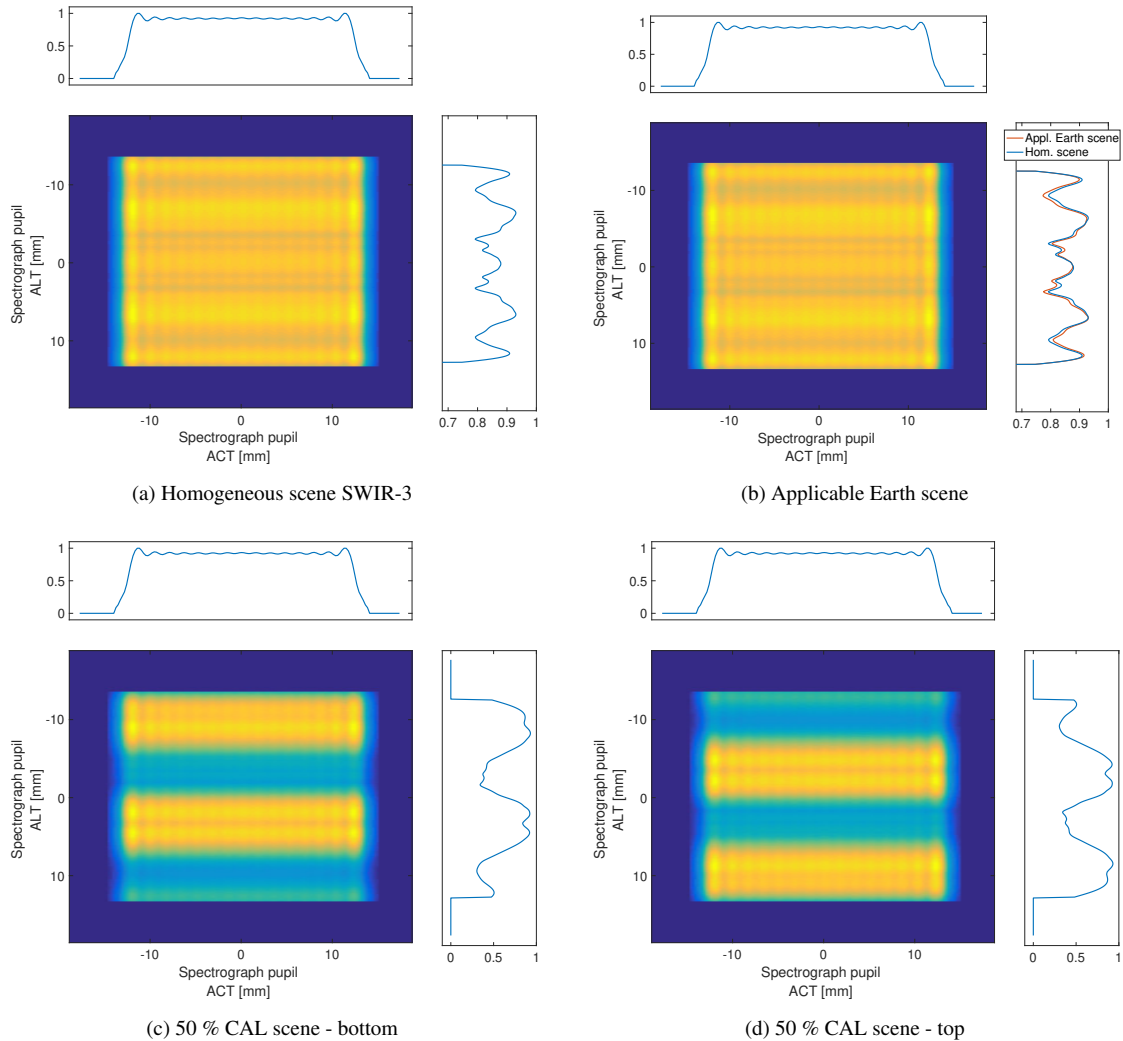 1
0.5
0
-10
0
10
Spectrograph pupil
ALT [mm]
-10 0 10
Spectrograph pupil
ACT [mm]
0.7 0.8 0.9 1
(a) Homogeneous scene SWIR-3
1
0.5
0
-10
0
10
Spectrograph pupil
ALT [mm]
-10 0 10
Spectrograph pupil
ACT [mm]
Appl. Earth scene
Hom. scene
0.7 0.8 0.9 1
(b) Applicable Earth scene
1
0.5
0
-10
0
10
Spectrograph pupil
ALT [mm]
-10 0 10
Spectrograph pupil
ACT [mm]
0 0.5 1
(c) 50 % CAL scene - bottom
1
0.5
0
-10
0
10
Spectrograph pupil
ALT [mm]
-10 0 10
Spectrograph pupil
ACT [mm]
0 0.5 1
(d) 50 % CAL scene - top